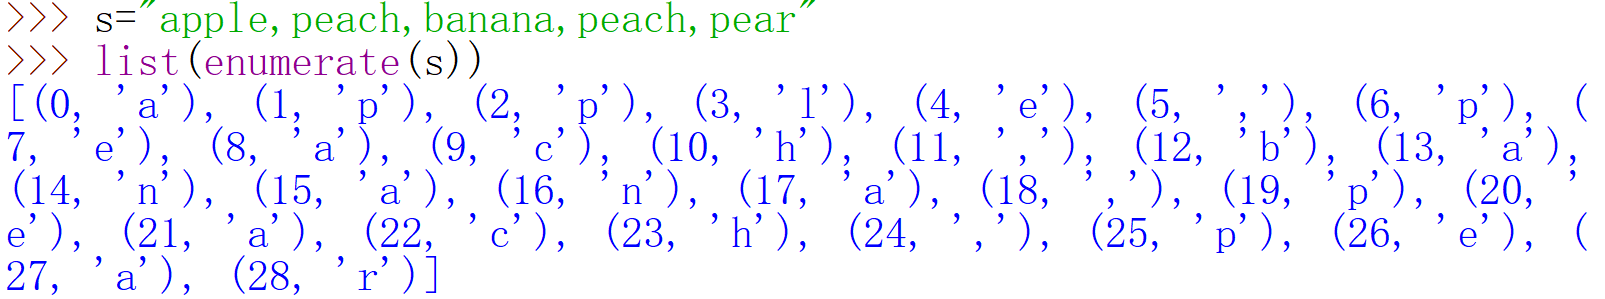 >>> s="apple,peach,banana,peach,pear"
>>> list(enumerate(s))
[(0, 'a'), (1, 'p'), (2, 'p'), (3, 'l'), (4, 'e'), (5, ','), (6, 'p'), (
7, 'e'), (8, 'a'), (9, 'c'), (10, 'h'), (11, ','), (12, 'b'), (13, 'a'),
(14, 'n'), (15, 'a'), (16, 'n'), (17, 'a'), (18, ','), (19, 'p'), (20, '
e'), (21, 'a'), (22, 'c'), (23, 'h'), (24, ','), (25, 'p'), (26, 'e'), (
27, 'a'), (28, 'r')]